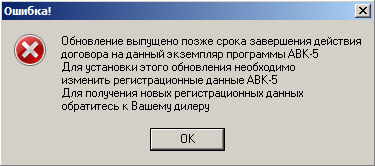 Ошибка!
Обновление выпущено позже срока завершения действия
договора на данный экземпляр программы АВК-5
Для установки этого обновления необходимо
изменить регистрационные данные АВК-5
Для получения новых регистрационных данных
обратитесь к Вашему дилеру
OK